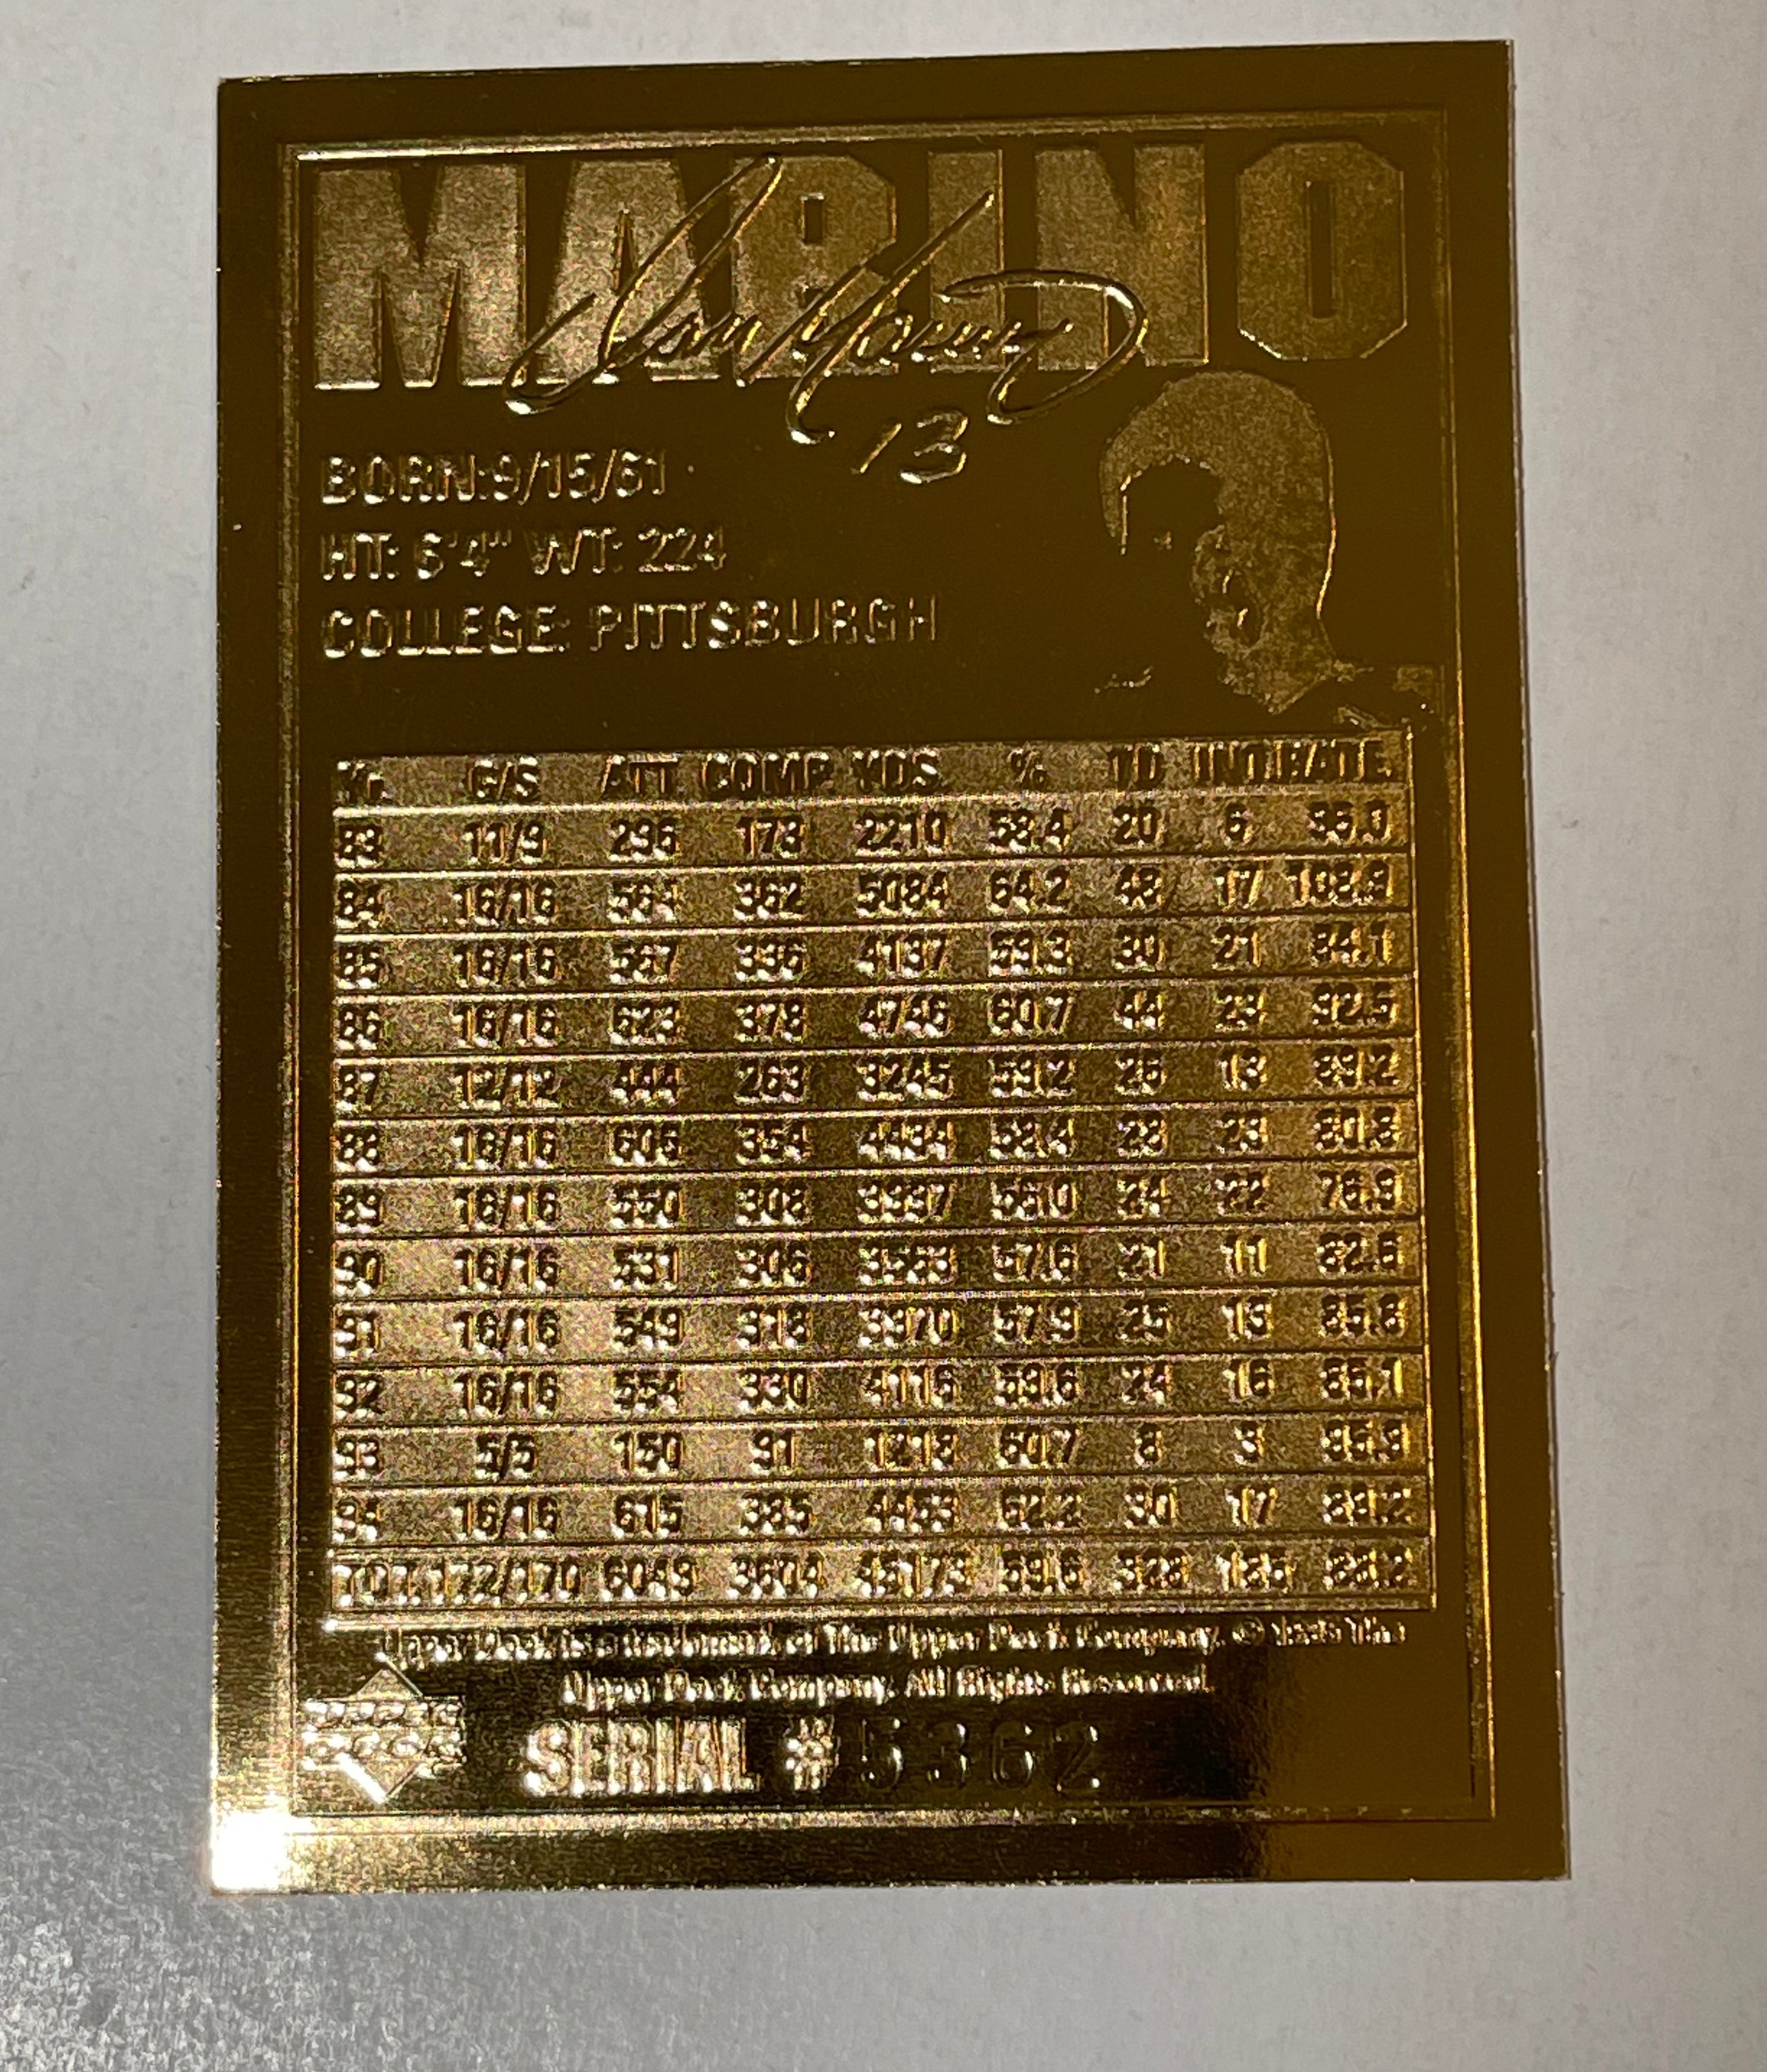 MARINO
Dan Marino
13
BORN:9/15/61
HT: 6'4" WT: 224
COLLEGE: PITTSBURGH
Yr. G/S ATT COMP. YDS. % TD INT. RATE.
83 11/9 296 173 2210 58.4 20 6 96.0
84 16/16 564 362 5084 64.2 48 17 108.9
85 16/16 567 336 4137 59.3 30 21 84.1
86 16/16 623 378 4746 60.7 44 23 92.5
87 12/12 444 263 3245 59.2 26 13 89.2
88 16/16 606 354 4434 58.4 28 23 80.8
89 16/16 550 308 3997 56.0 24 22 76.9
90 16/16 531 306 3563 57.6 21 11 82.6
91 16/16 549 318 3970 57.9 25 13 85.8
92 16/16 554 330 4116 59.6 24 16 85.1
93 5/5 150 91 1218 60.7 8 3 95.9
94 16/16 615 385 4453 62.2 30 17 89.2
TOT. 172/170 6049 3604 45173 59.6 328 185 88.2
Upper Deck is a trademark of The Upper Deck Company. © The
Upper Deck Company. All Rights Reserved.
SERIAL # 5362